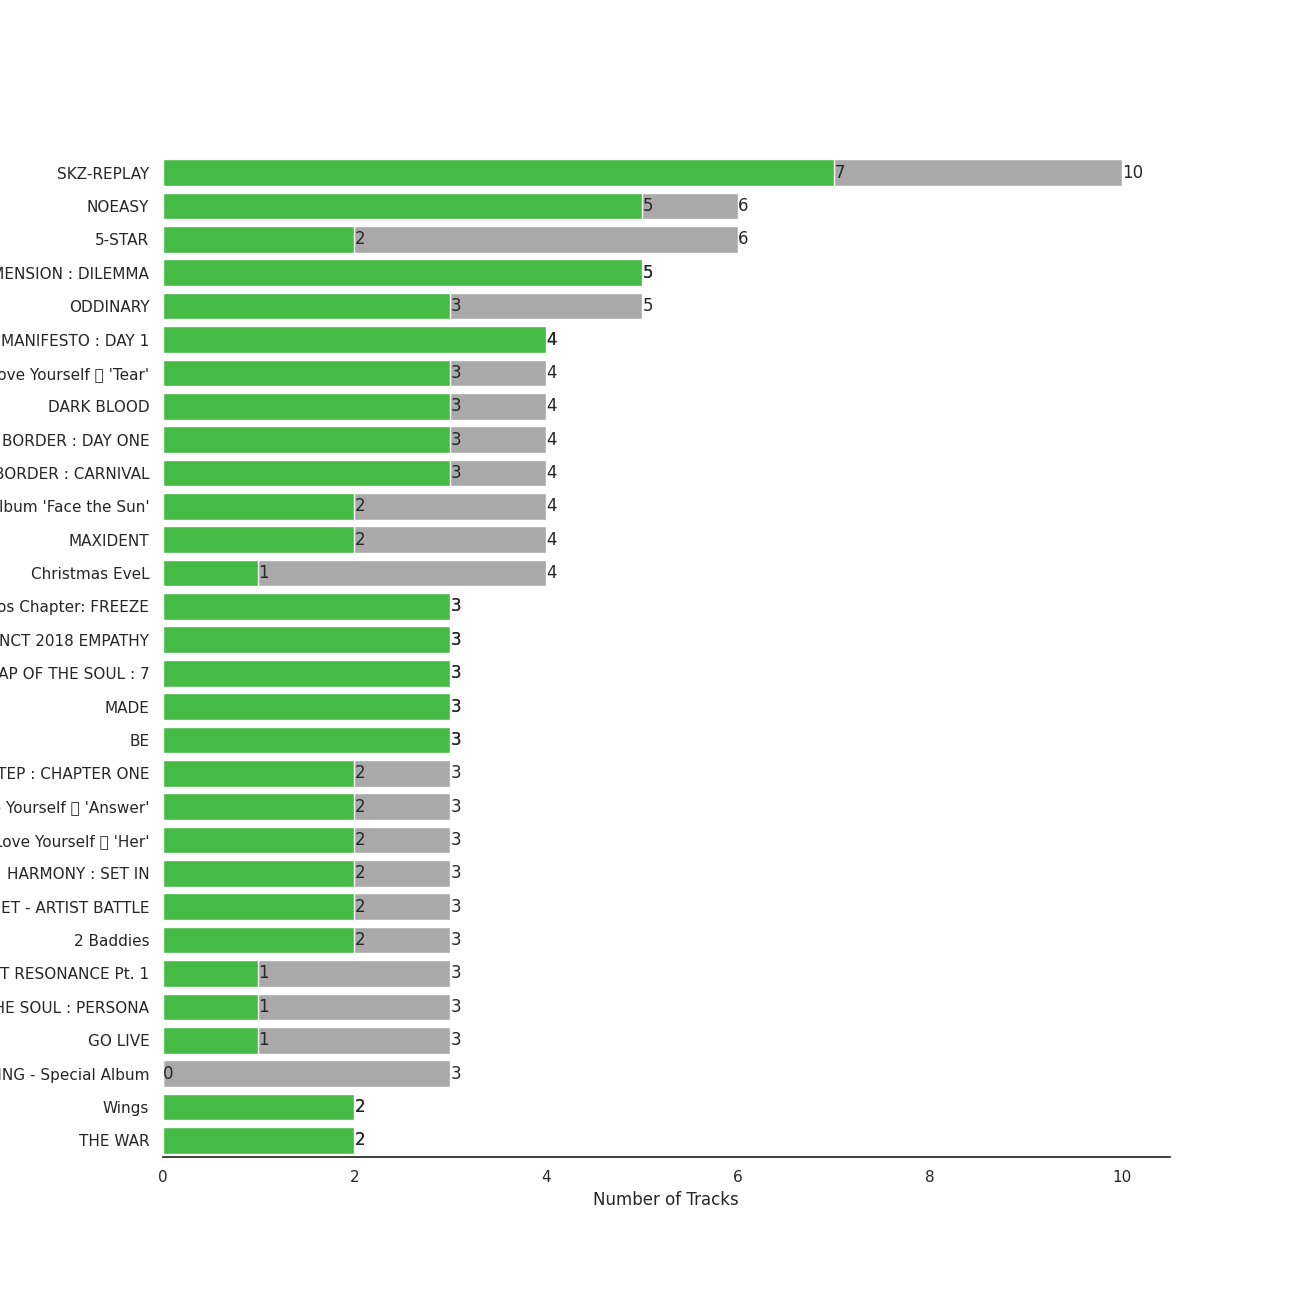 SKZ-REPLAY 7 10
NOEASY 5 6
5-STAR 2 6
MENSION : DILEMMA 5
ODDINARY 3 5
MANIFESTO : DAY 1 4
ove Yourself 'Tear' 3 4
DARK BLOOD 3 4
BORDER : DAY ONE 3 4
BORDER : CARNIVAL 3 4
lbum 'Face the Sun' 2 4
MAXIDENT 2 4
Christmas EveL 1 4
os Chapter: FREEZE 3
NCT 2018 EMPATHY 3
AP OF THE SOUL : 7 3
MADE 3
BE 3
TEP : CHAPTER ONE 2 3
Yourself 'Answer' 2 3
Love Yourself 'Her' 2 3
HARMONY : SET IN 2 3
ET - ARTIST BATTLE 2 3
2 Baddies 2 3
T RESONANCE Pt. 1 1 3
HE SOUL : PERSONA 1 3
GO LIVE 1 3
NG - Special Album 0 3
Wings 2
THE WAR 2
0 2 4 6 8 10
Number of Tracks